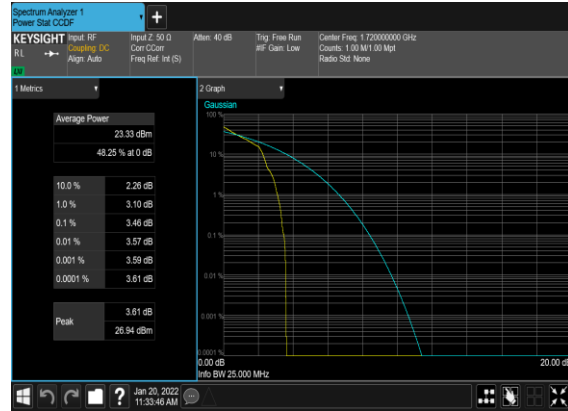 Spectrum Analyzer 1
Power Stat CCDF
KEYSIGHT
RL
Input: RF
Coupling: DC
Align: Auto
Input Z: 50 Ω
Corr CCorr
Freq Ref: Int (S)
Atten: 40 dB
Trig: Free Run
#IF Gain: Low
Center Freq: 1.720000000 GHz
Counts: 1.00 M/1.00 Mpt
Radio Std: None
1 Metrics
Average Power
23.33 dBm
48.25 % at 0 dB
10.0 % 2.26 dB
1.0 % 3.10 dB
0.1 % 3.46 dB
0.01 % 3.57 dB
0.001 % 3.59 dB
0.0001 % 3.61 dB
Peak
3.61 dB
26.94 dBm
2 Graph
Gaussian
100 %
10 %
1 %
0.1 %
0.01 %
0.001 %
0.0001 %
0.00 dB
20.00 dB
Info BW 25.000 MHz
Jan 20, 2022
11:33:46 AM